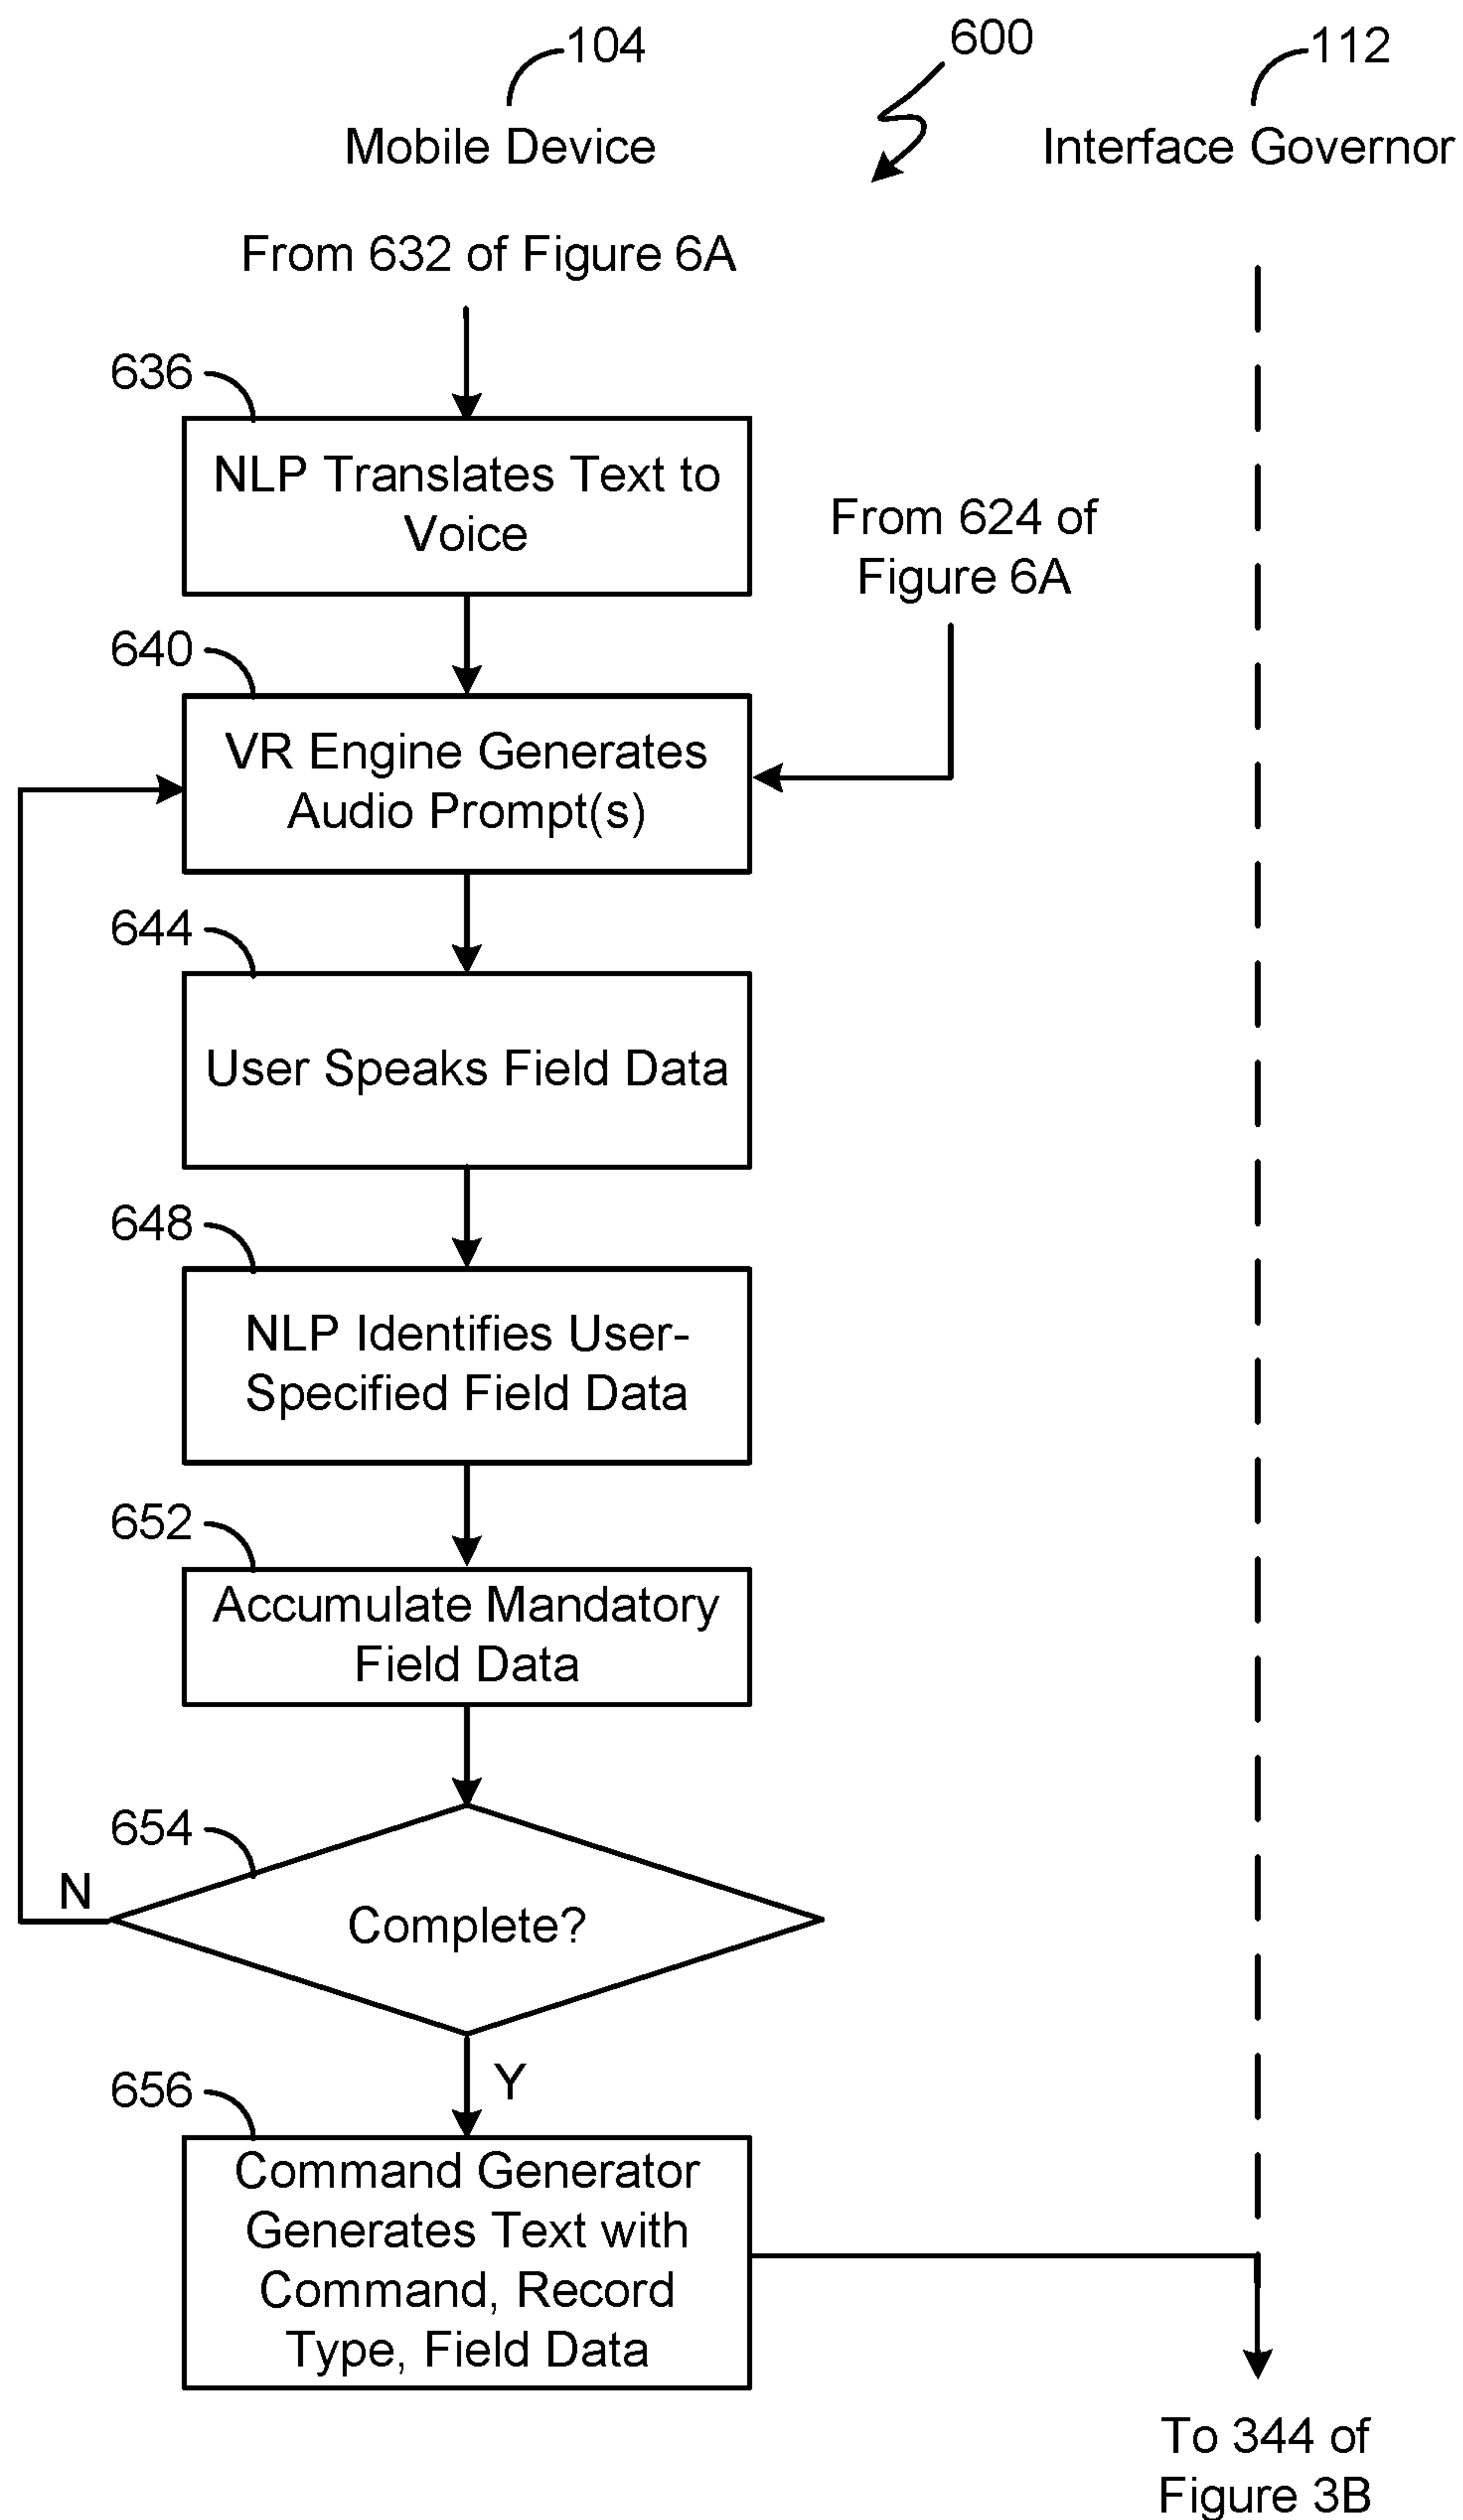 104
600
112
Mobile Device
Interface Governor
From 632 of Figure 6A
636
NLP Translates Text to
Voice
From 624 of
Figure 6A
640
VR Engine Generates
Audio Prompt(s)
644
User Speaks Field Data
648
NLP Identifies User-
Specified Field Data
652
Accumulate Mandatory
Field Data
654
N
Complete?
Y
656
Command Generator
Generates Text with
Command, Record
Type, Field Data
To 344 of
Figure 3B